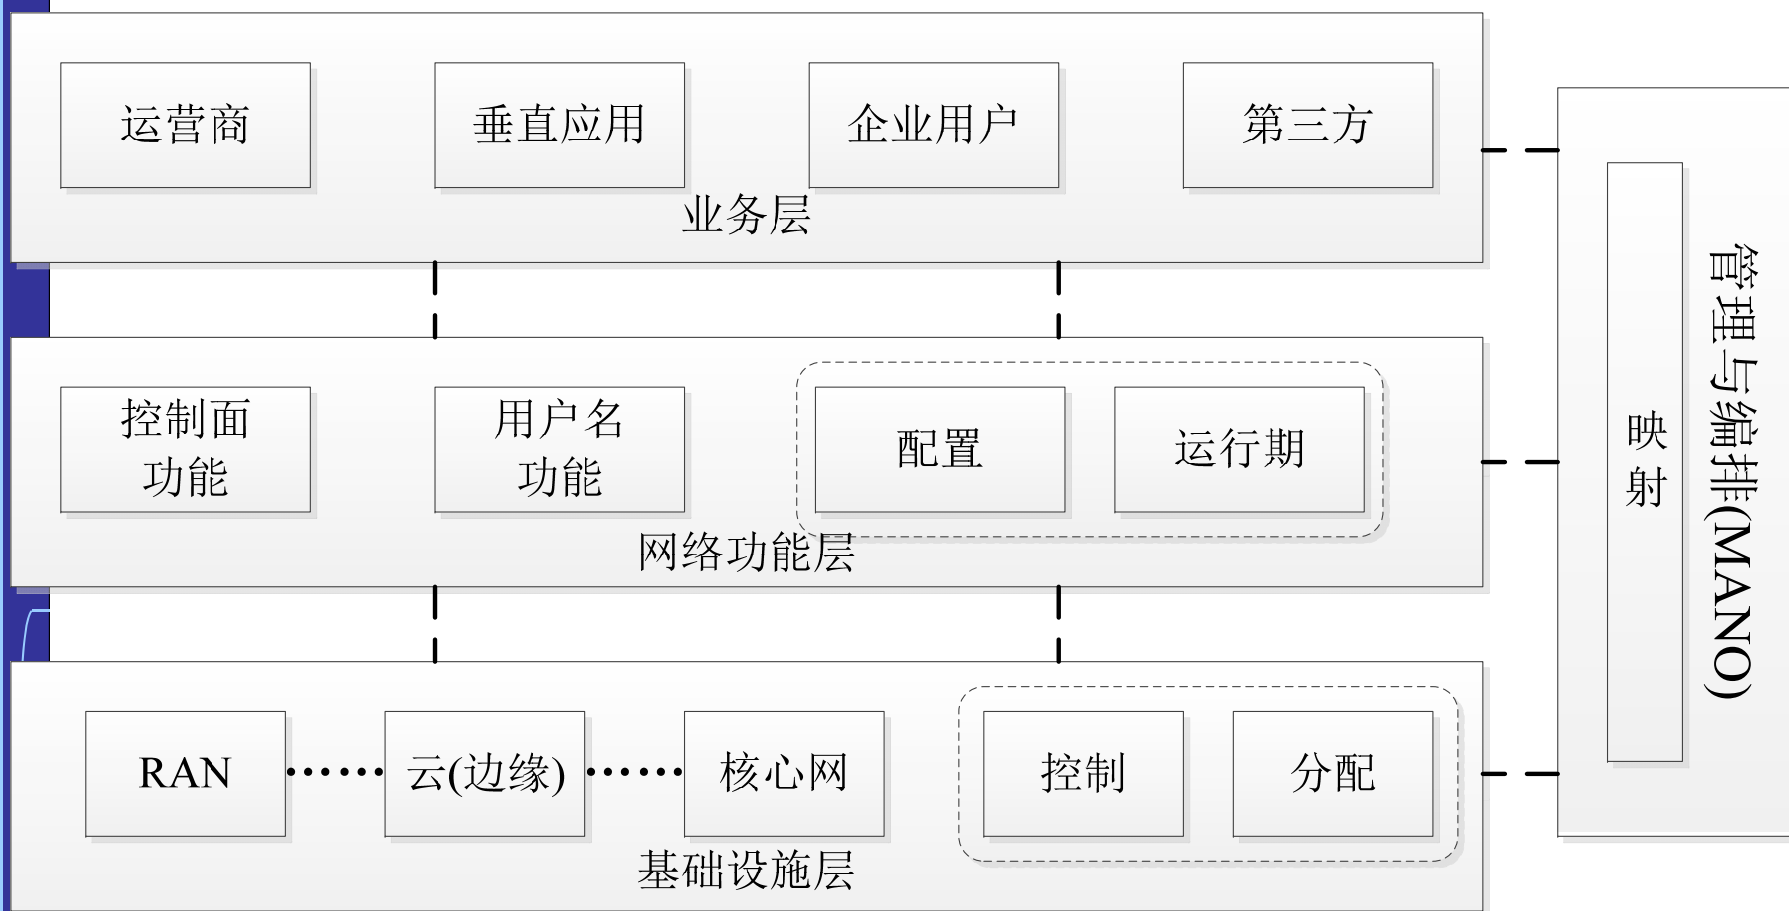 运营商
垂直应用
企业用户
第三方
业务层
控制面
功能
用户名
功能
配置
运行期
网络功能层
RAN
云(边缘)
核心网
控制
分配
基础设施层
映
射
管理与编排(MANO)